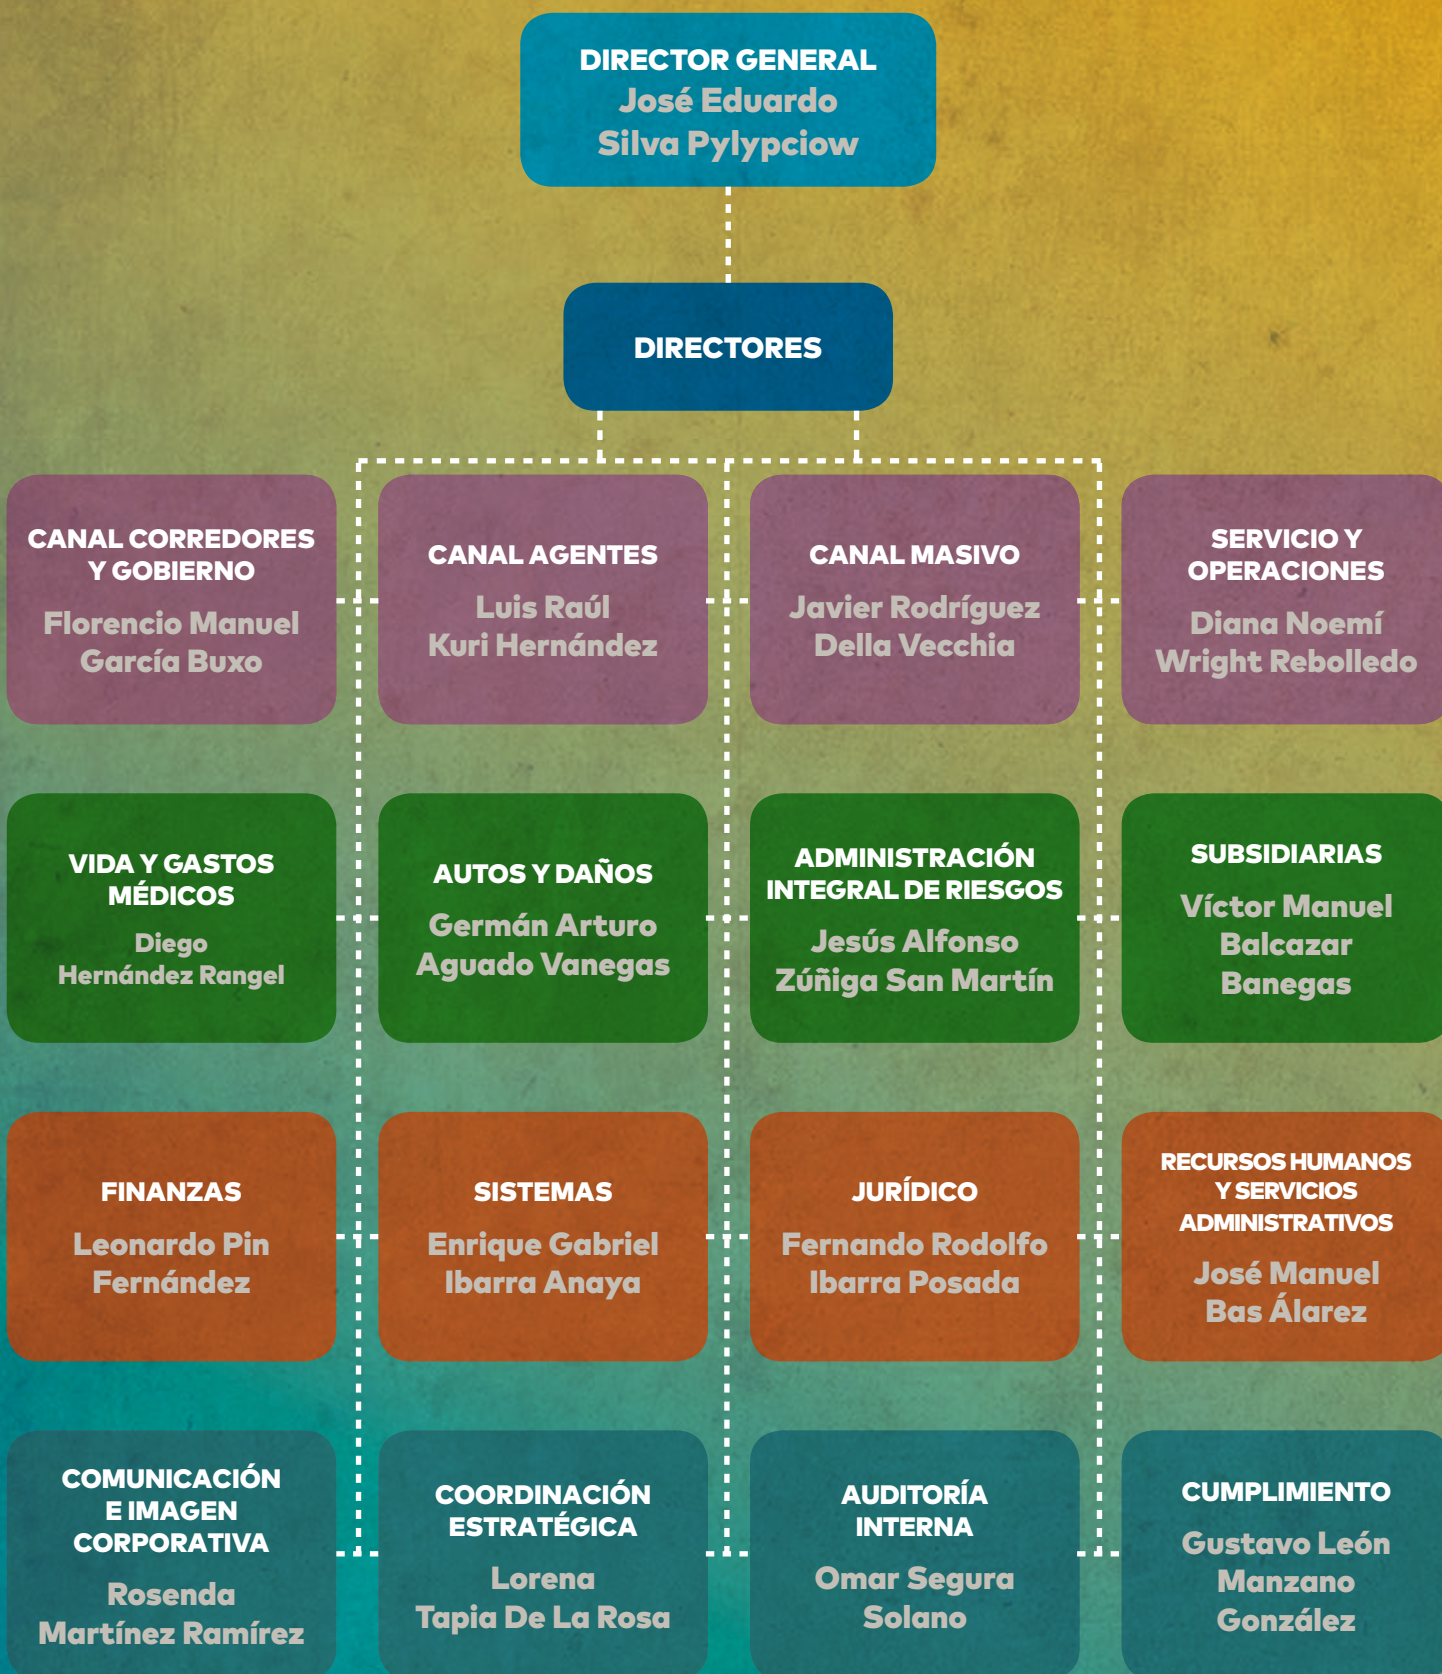 DIRECTOR GENERAL
José Eduardo
Silva Pylypciow
DIRECTORES
CANAL CORREDORES
Y GOBIERNO
Florencio Manuel
García Buxo
CANAL AGENTES
Luis Raúl
Kuri Hernández
CANAL MASIVO
Javier Rodríguez
Della Vecchia
SERVICIO Y
OPERACIONES
Diana Noemí
Wright Rebolledo
VIDA Y GASTOS
MÉDICOS
Diego
Hernández Rangel
AUTOS Y DAÑOS
Germán Arturo
Aguado Vanegas
ADMINISTRACIÓN
INTEGRAL DE RIESGOS
Jesús Alfonso
Zúñiga San Martín
SUBSIDIARIAS
Víctor Manuel
Balcazar
Banegas
FINANZAS
Leonardo Pin
Fernández
SISTEMAS
Enrique Gabriel
Ibarra Anaya
JURÍDICO
Fernando Rodolfo
Ibarra Posada
RECURSOS HUMANOS
Y SERVICIOS
ADMINISTRATIVOS
José Manuel
Bas Álarez
COMUNICACIÓN
E IMAGEN
CORPORATIVA
Rosenda
Martínez Ramírez
COORDINACIÓN
ESTRATÉGICA
Lorena
Tapia De La Rosa
AUDITORÍA
INTERNA
Omar Segura
Solano
CUMPLIMIENTO
Gustavo León
Manzano
González